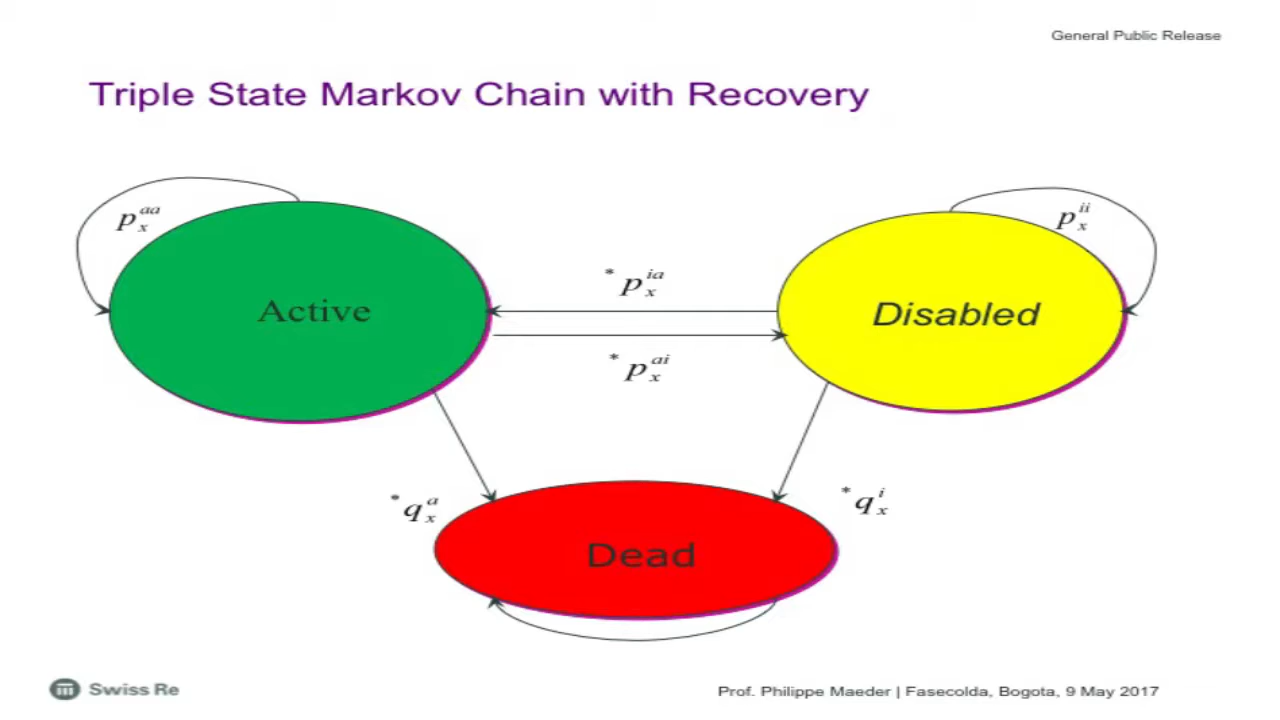 General Public Release
Triple State Markov Chain with Recovery
p_x^{aa}
p_x^{ii}
* p_x^{ia}
Active
Disabled
* p_x^{ai}
* q_x^a
* q_x^i
Dead
Swiss Re
Prof. Philippe Maeder | Fasecolda, Bogota, 9 May 2017